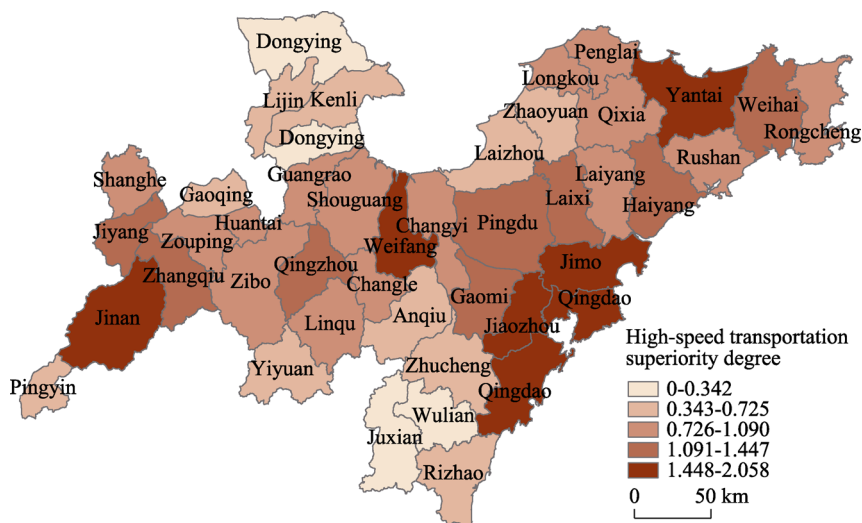 Dongying
Penglai
Longkou
Yantai
Lijin
Kenli
Weihai
Zhaoyuan
Qixia
Rongcheng
Dongying
Laizhou
Rushan
Guangrao
Laiyang
Shanghe
Gaoqing
Shouguang
Laixi
Haiyang
Huantai
Changyi
Pingdu
Jiyang
Zouping
Weifang
Jimo
Zhangqiu
Zibo
Qingzhou
Changle
Gaomi
Qingdao
Jinan
Linqu
Anqiu
Jiaozhou
Yiyuan
Zhucheng
Pingyin
Qingdao
Wulian
Juxian
Rizhao
High-speed transportation
superiority degree
0-0.342
0.343-0.725
0.726-1.090
1.091-1.447
1.448-2.058
0 50 km